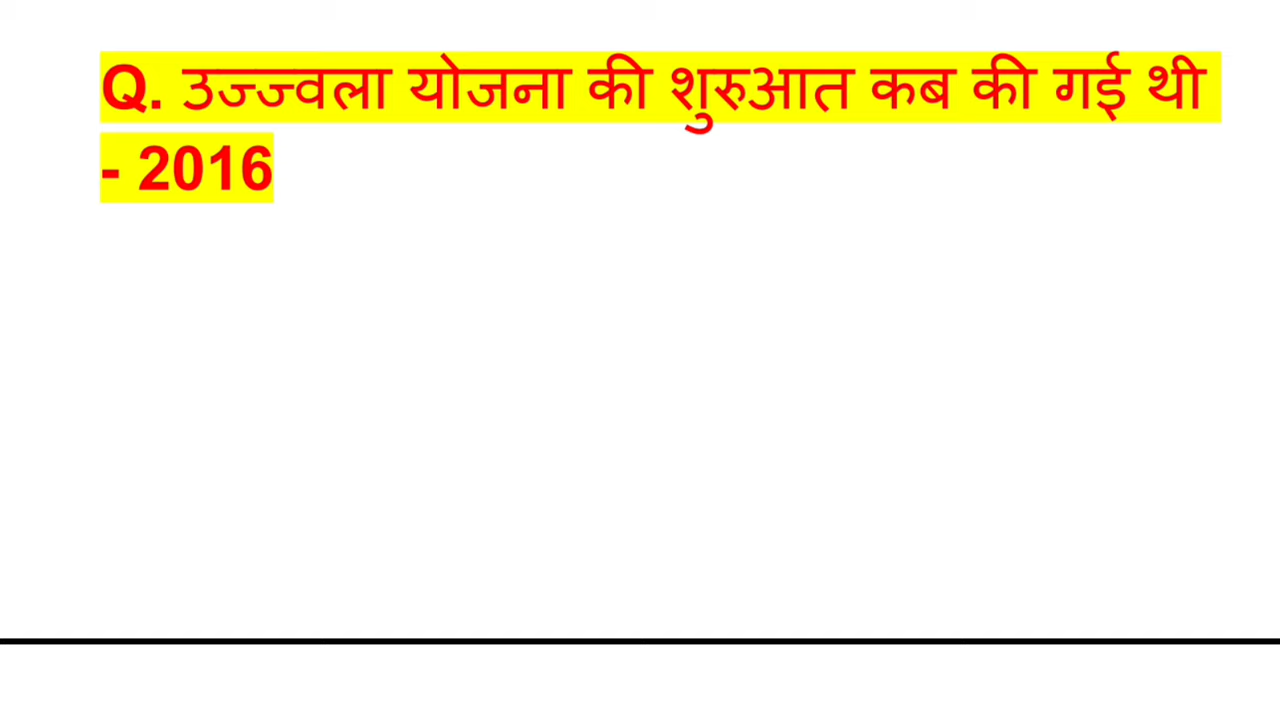 Q. उज्ज्वला योजना की शुरुआत कब की गई थी
- 2016